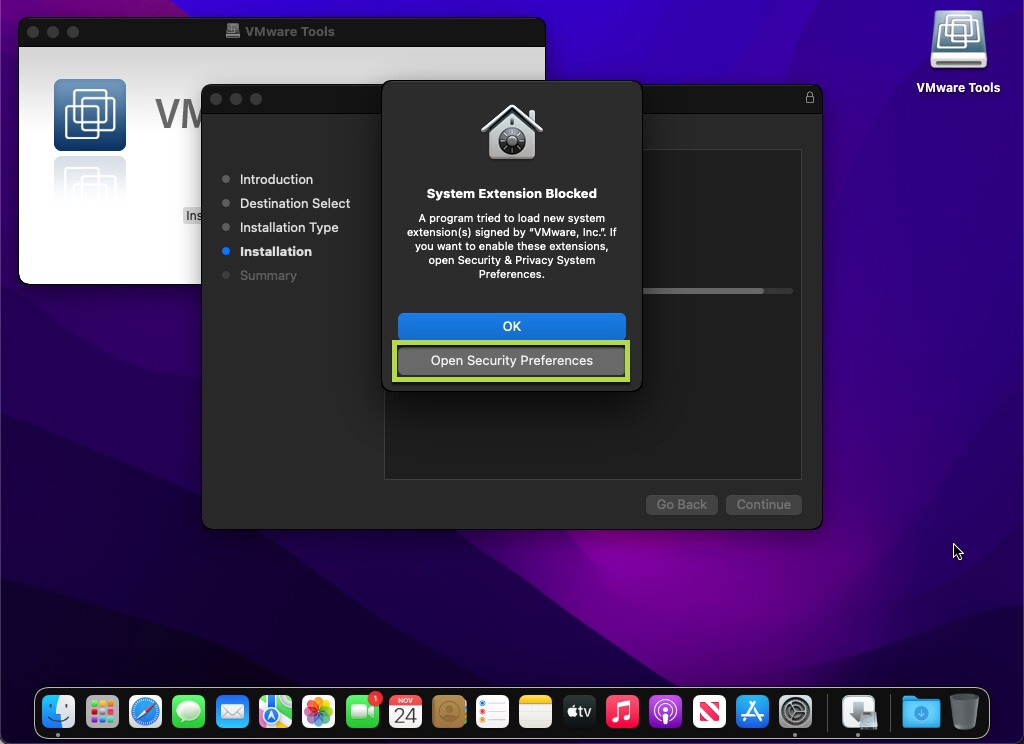 VMware Tools
VMware Tools
VM
Ins
Introduction
Destination Select
Installation Type
Installation
Summary
System Extension Blocked
A program tried to load new system
extension(s) signed by “VMware, Inc.”. If
you want to enable these extensions,
open Security & Privacy System
Preferences.
OK
Open Security Preferences
Go Back
Continue
1
NOV
24
tv